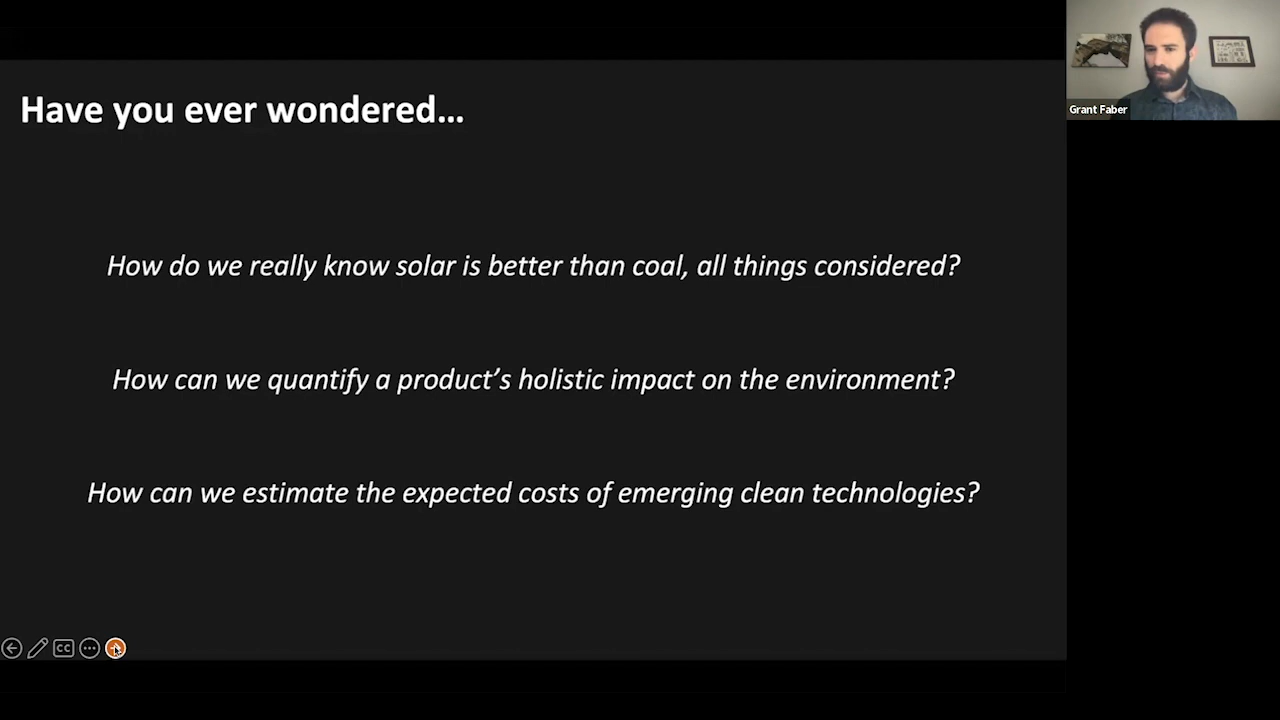 Have you ever wondered...
How do we really know solar is better than coal, all things considered?
How can we quantify a product's holistic impact on the environment?
How can we estimate the expected costs of emerging clean technologies?
CC
Grant Faber